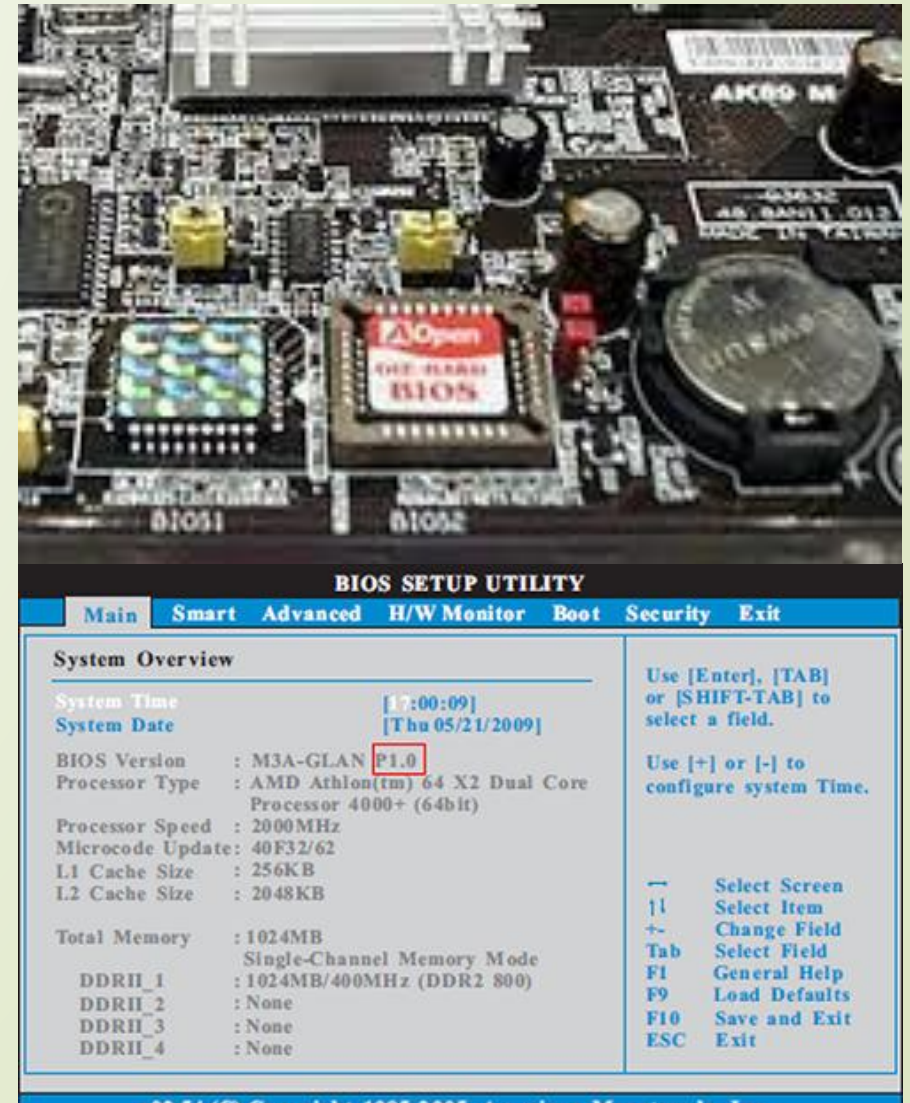 AK89 M
MADE IN TAIWAN
AOpen
DIE-HARD
BIOS
BIOS1
BIOS2
BIOS SETUP UTILITY
Main Smart Advanced H/W Monitor Boot Security Exit
System Overview
System Time [17:00:09]
System Date [Thu 05/21/2009]
BIOS Version : M3A-GLAN P1.0
Processor Type : AMD Athlon(tm) 64 X2 Dual Core
Processor 4000+ (64bit)
Processor Speed : 2000MHz
Microcode Update: 40F32/62
L1 Cache Size : 256KB
L2 Cache Size : 2048KB
Total Memory : 1024MB
Single-Channel Memory Mode
DDRII_1 : 1024MB/400MHz (DDR2 800)
DDRII_2 : None
DDRII_3 : None
DDRII_4 : None
Use [Enter], [TAB]
or [SHIFT-TAB] to
select a field.
Use [+] or [-] to
configure system Time.
↔ Select Screen
↑↓ Select Item
+- Change Field
Tab Select Field
F1 General Help
F9 Load Defaults
F10 Save and Exit
ESC Exit